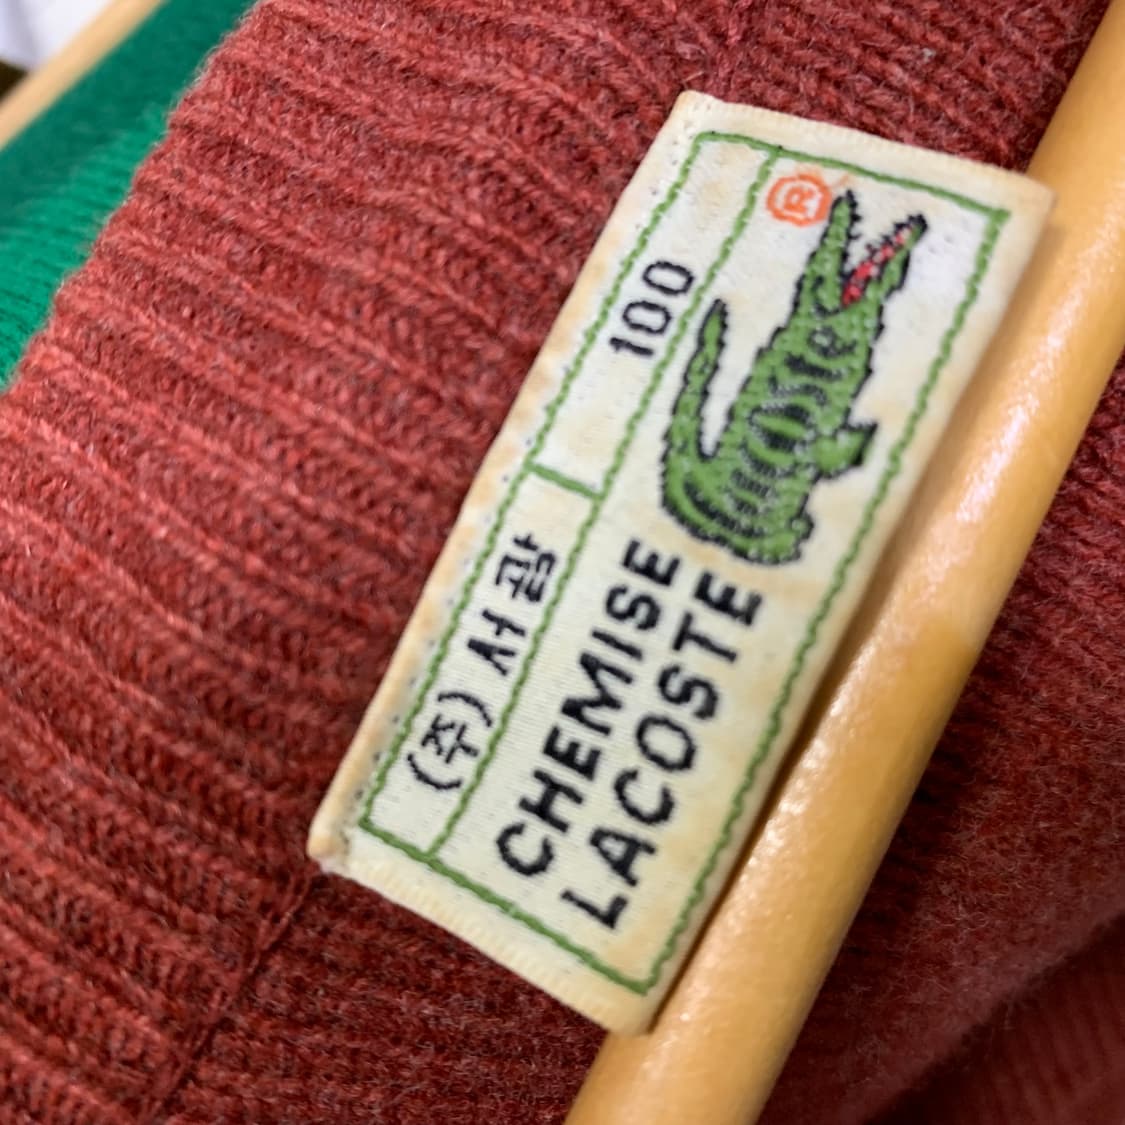 ®
CHEMISE
LACOSTE
(주) 서광
100